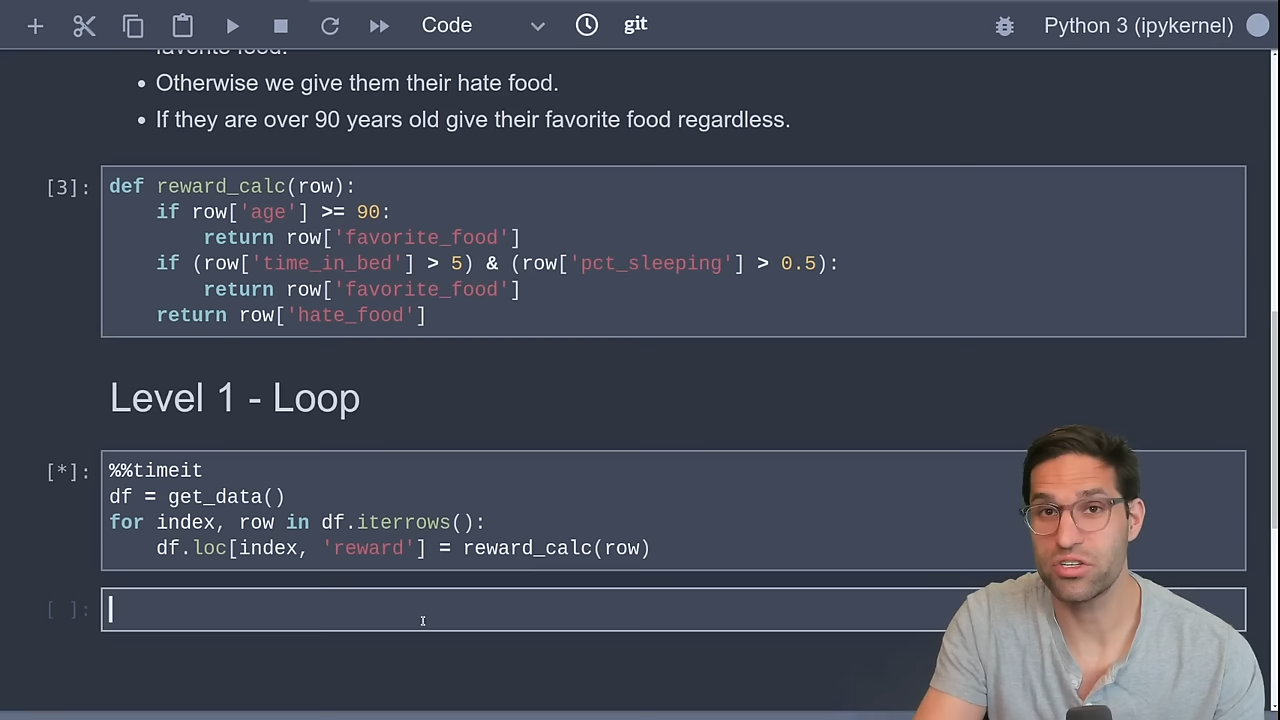 Code git Python 3 (ipykernel)
favorite food.
• Otherwise we give them their hate food.
• If they are over 90 years old give their favorite food regardless.
[3]: def reward_calc(row):
    if row['age'] >= 90:
        return row['favorite_food']
    if (row['time_in_bed'] > 5) & (row['pct_sleeping'] > 0.5):
        return row['favorite_food']
    return row['hate_food']
Level 1 - Loop
[*]: %%timeit
df = get_data()
for index, row in df.iterrows():
    df.loc[index, 'reward'] = reward_calc(row)
[ ]: